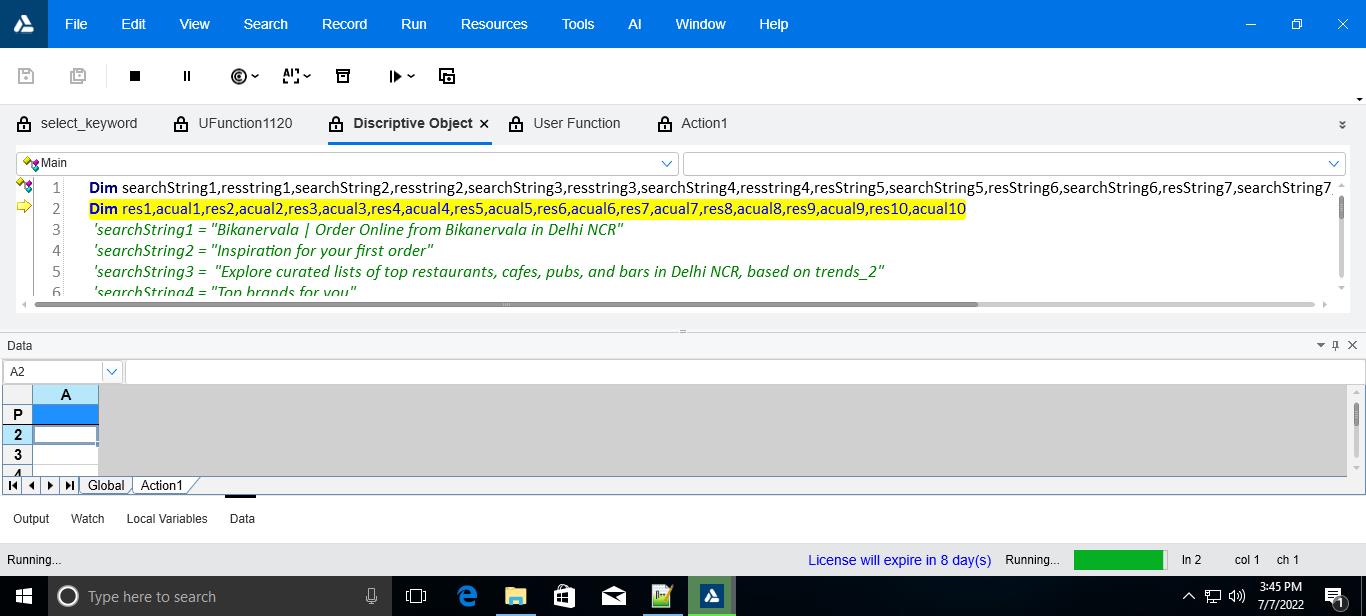 File Edit View Search Record Run Resources Tools AI Window Help
select_keyword UFunction1120 Discriptive Object User Function Action1
Main
1 Dim searchString1,resstring1,searchString2,resstring2,searchString3,resstring3,searchString4,resstring4,resString5,searchString5,resString6,searchString6,resString7,searchString7
2 Dim res1,acual1,res2,acual2,res3,acual3,res4,acual4,res5,acual5,res6,acual6,res7,acual7,res8,acual8,res9,acual9,res10,acual10
3 'searchString1 = "Bikanervala | Order Online from Bikanervala in Delhi NCR"
4 'searchString2 = "Inspiration for your first order"
5 'searchString3 = "Explore curated lists of top restaurants, cafes, pubs, and bars in Delhi NCR, based on trends_2"
6 'searchString4 = "Top brands for you"
Data
A2
A
P
2
3
4
Global Action1
Output Watch Local Variables Data
Running... License will expire in 8 day(s) Running... ln 2 col 1 ch 1
Type here to search
3:45 PM
7/7/2022
1